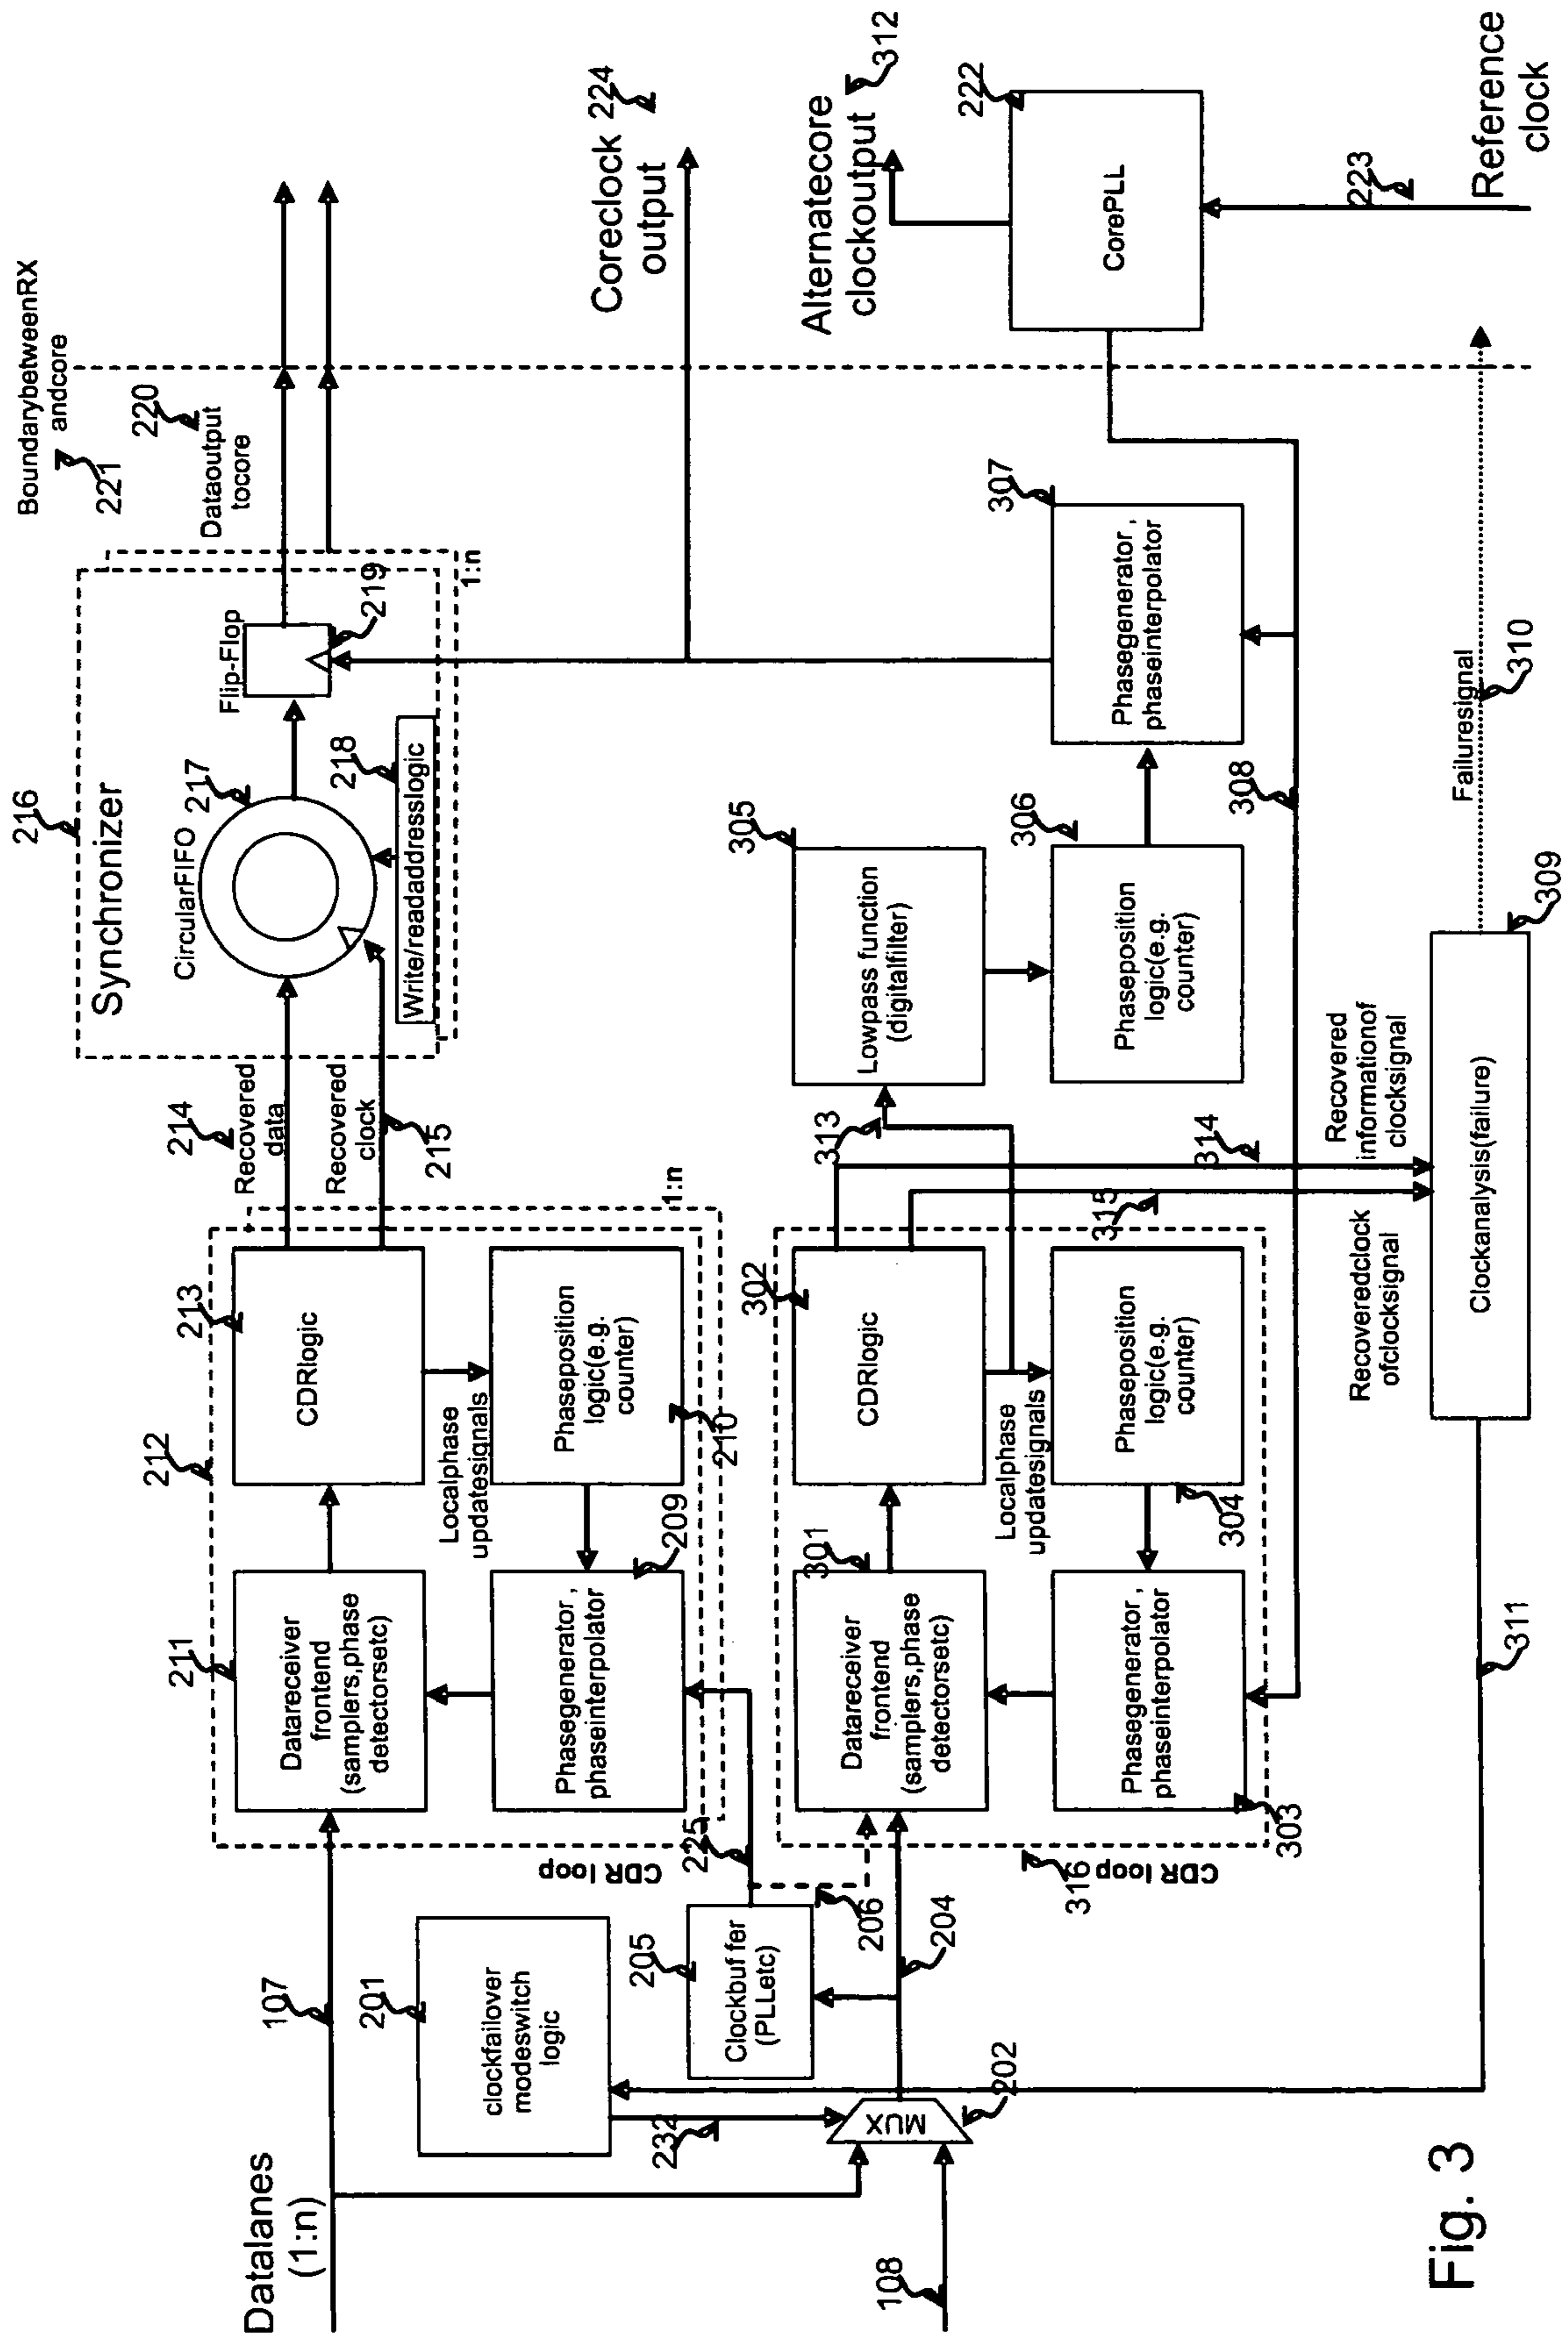 Datalanes
(1:n)
107
108
201
clockfailover
modeswitch
logic
232
MUX
202
205
Clockbuffer
(PLLetc)
204
206
225
CDR loop
212
211
Datareceiver
frontend
(samplers,phase
detectorsetc)
213
CDRlogic
Localphase
updatesignals
Phasegenerator,
phaseinterpolator
209
Phaseposition
logic(e.g.
counter)
210
1:n
214
Recovered
data
Recovered
clock
215
216
Synchronizer
CircularFIFO
217
218
Write/readaddresslogic
Flip-Flop
219
1:n
Boundarybetween RX
andcore
221
220
Dataoutput
tocore
Coreclock
output
224
Alternatecore
clockoutput
312
222
CorePLL
223
Reference
clock
CDR loop
316
301
Datareceiver
frontend
(samplers,phase
detectorsetc)
302
CDRlogic
Localphase
updatesignals
Phasegenerator,
phaseinterpolator
303
Phaseposition
logic(e.g.
counter)
304
313
314
315
305
Lowpass function
(digitalfilter)
306
Phaseposition
logic(e.g.
counter)
307
Phasegenerator,
phaseinterpolator
308
Recovered
informationof
clocksignal
Recoveredclock
ofclocksignal
Clockanalysis(failure)
309
Failuresignal
310
311
Fig. 3